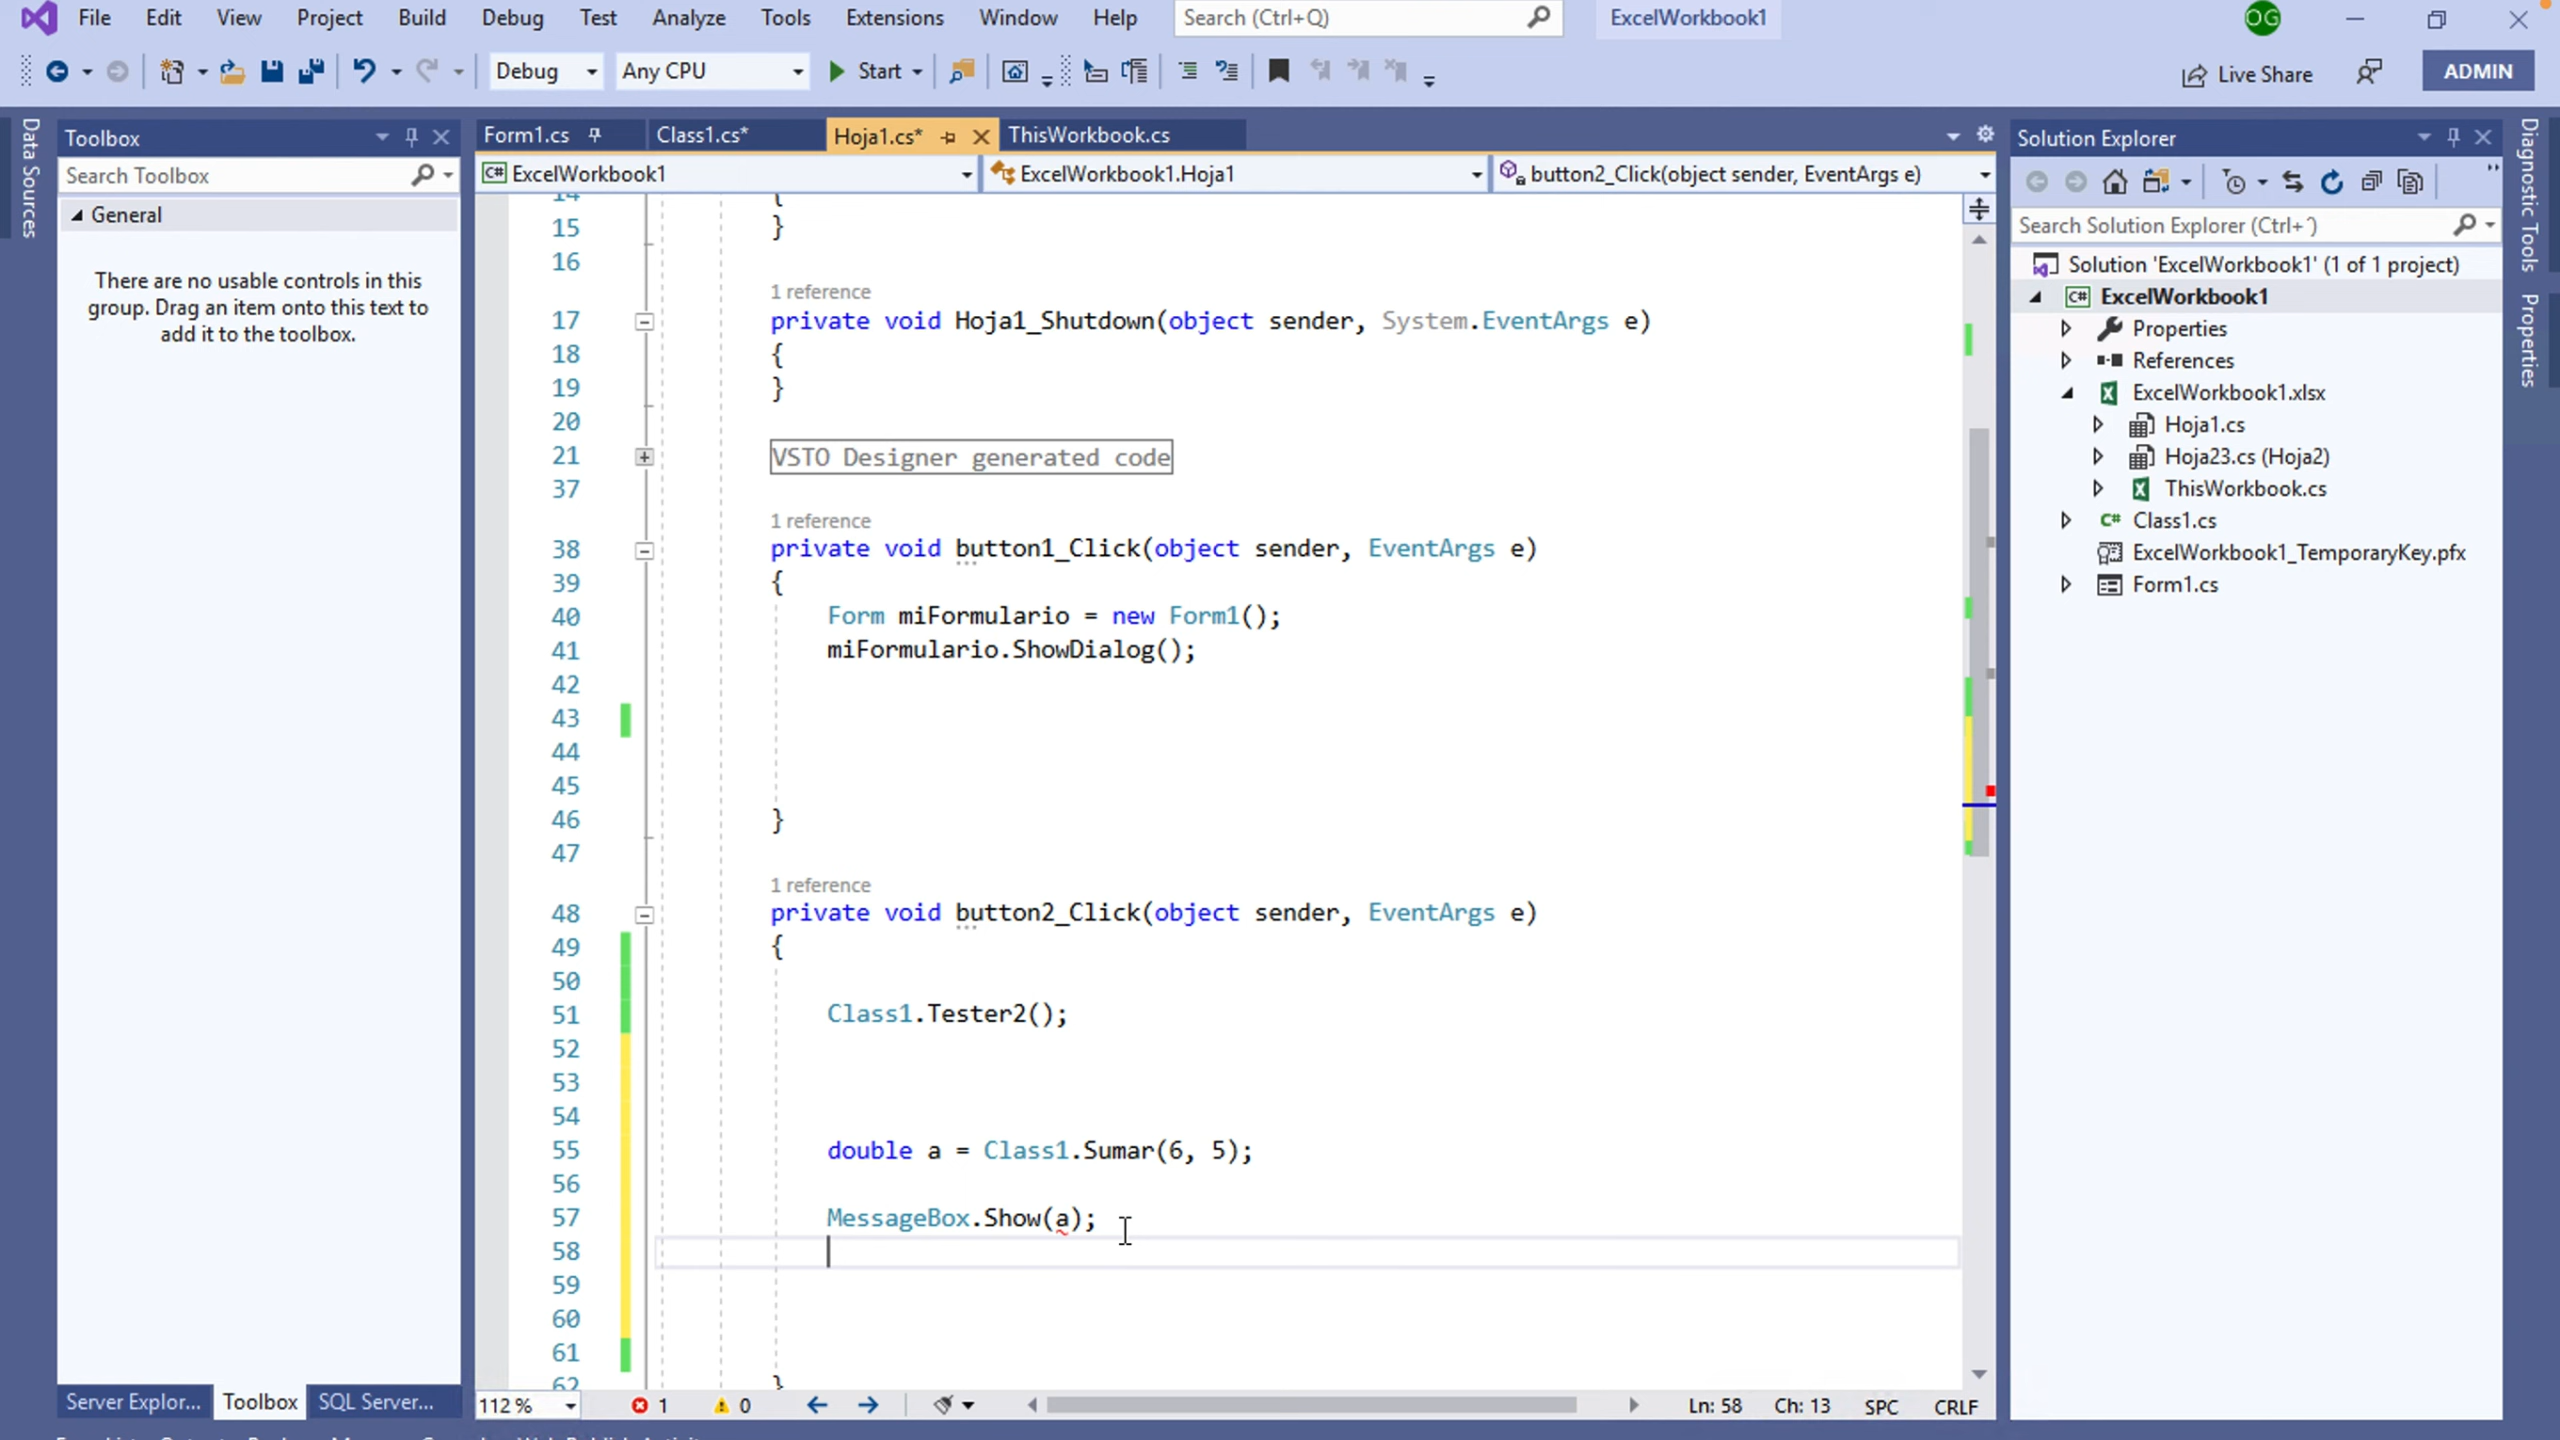 File Edit View Project Build Debug Test Analyze Tools Extensions Window Help Search (Ctrl+Q) ExcelWorkbook1 OG
Debug Any CPU Start Live Share ADMIN
Data Sources
Toolbox
Search Toolbox
General
There are no usable controls in this
group. Drag an item onto this text to
add it to the toolbox.
Server Explor... Toolbox SQL Server...
Form1.cs Class1.cs* Hoja1.cs* ThisWorkbook.cs
ExcelWorkbook1 ExcelWorkbook1.Hoja1 button2_Click(object sender, EventArgs e)
14 {
15 }
16
1 reference
17 private void Hoja1_Shutdown(object sender, System.EventArgs e)
18 {
19 }
20
21 VSTO Designer generated code
37
1 reference
38 private void button1_Click(object sender, EventArgs e)
39 {
40 Form miFormulario = new Form1();
41 miFormulario.ShowDialog();
42
43
44
45
46 }
47
1 reference
48 private void button2_Click(object sender, EventArgs e)
49 {
50
51 Class1.Tester2();
52
53
54
55 double a = Class1.Sumar(6, 5);
56
57 MessageBox.Show(a);
58
59
60
61
62 }
112 % 1 0 Ln: 58 Ch: 13 SPC CRLF
Solution Explorer
Search Solution Explorer (Ctrl+´)
Solution 'ExcelWorkbook1' (1 of 1 project)
ExcelWorkbook1
Properties
References
ExcelWorkbook1.xlsx
Hoja1.cs
Hoja23.cs (Hoja2)
ThisWorkbook.cs
Class1.cs
ExcelWorkbook1_TemporaryKey.pfx
Form1.cs
Diagnostic Tools
Properties